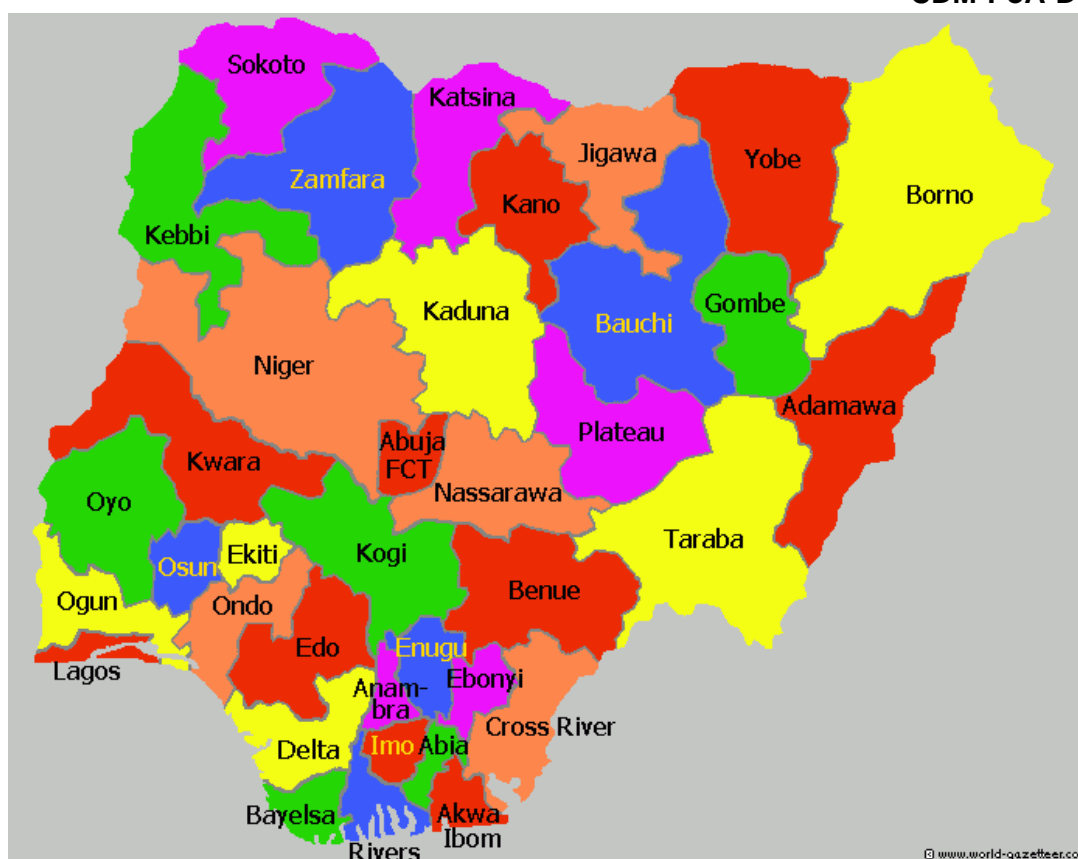 Sokoto
Katsina
Jigawa
Yobe
Zamfara
Borno
Kano
Kebbi
Gombe
Kaduna
Bauchi
Niger
Adamawa
Plateau
Abuja
FCT
Kwara
Nassarawa
Oyo
Taraba
Kogi
Ekiti
Osun
Benue
Ogun
Ondo
Edo
Enugu
Lagos
Ebonyi
Anam-
bra
Cross River
Delta
Imo
Abia
Bayelsa
Akwa
Ibom
Rivers
www.world-gazetteer.co